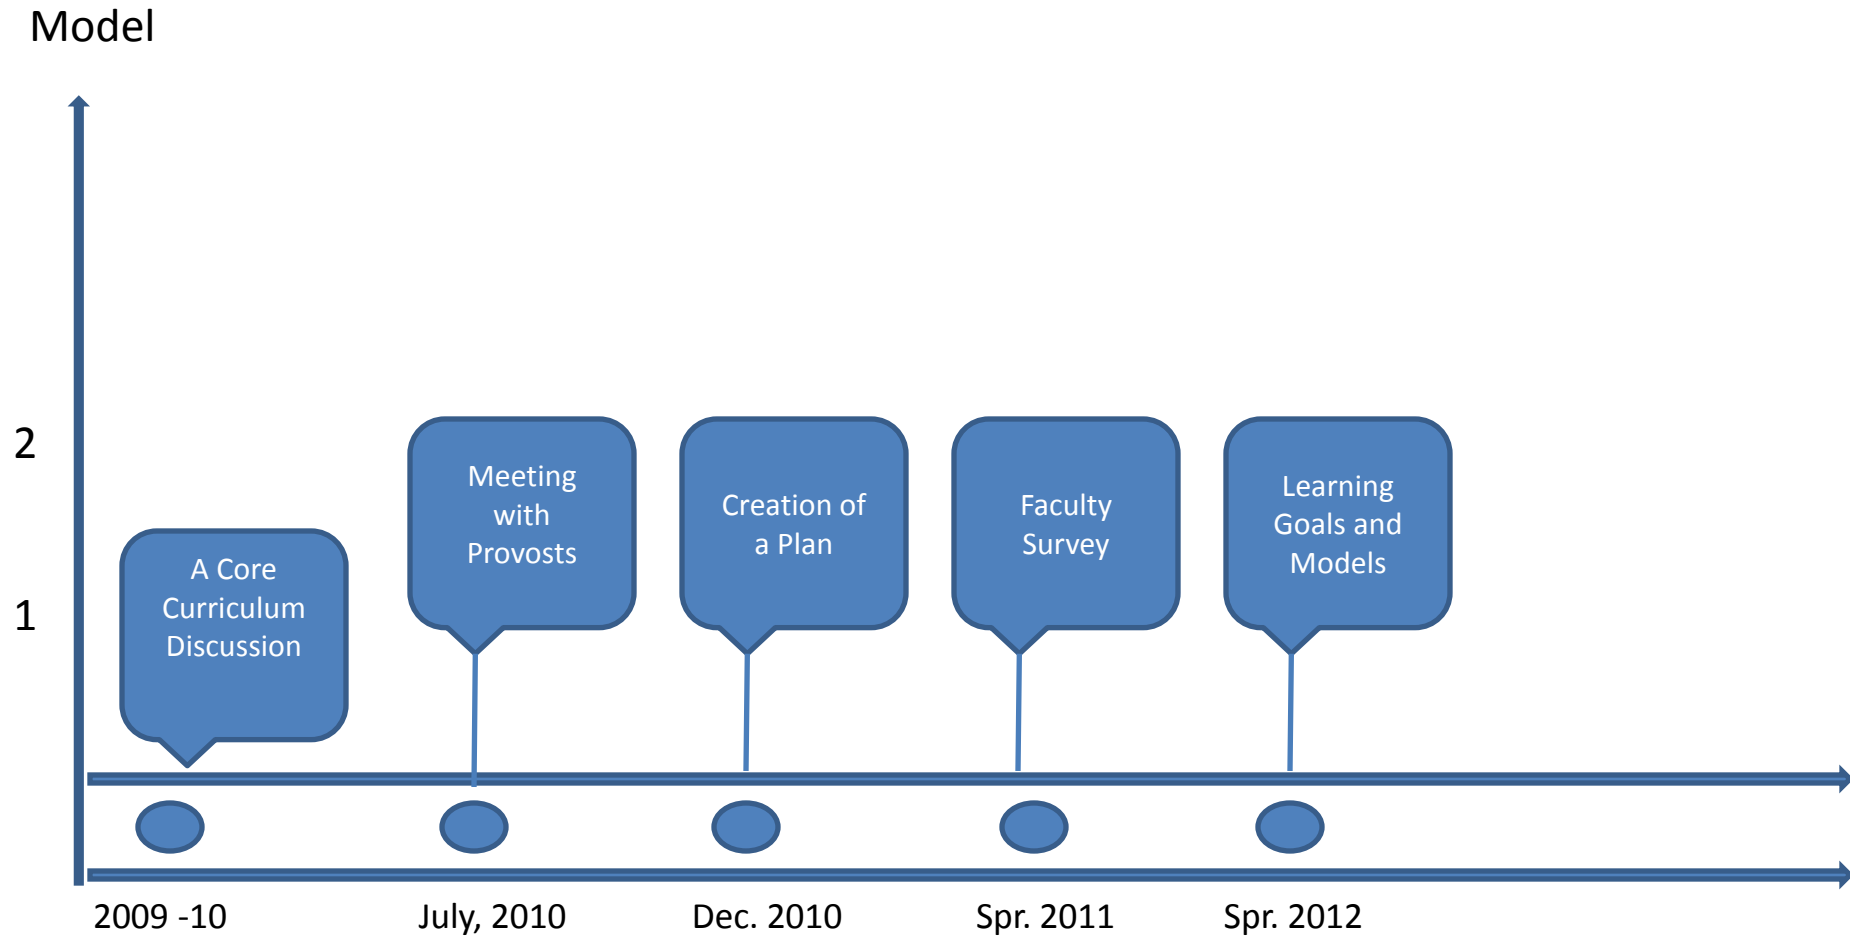 Model
2
1
A Core
Curriculum
Discussion
Meeting
with
Provosts
Creation of
a Plan
Faculty
Survey
Learning
Goals and
Models
2009 -10
July, 2010
Dec. 2010
Spr. 2011
Spr. 2012